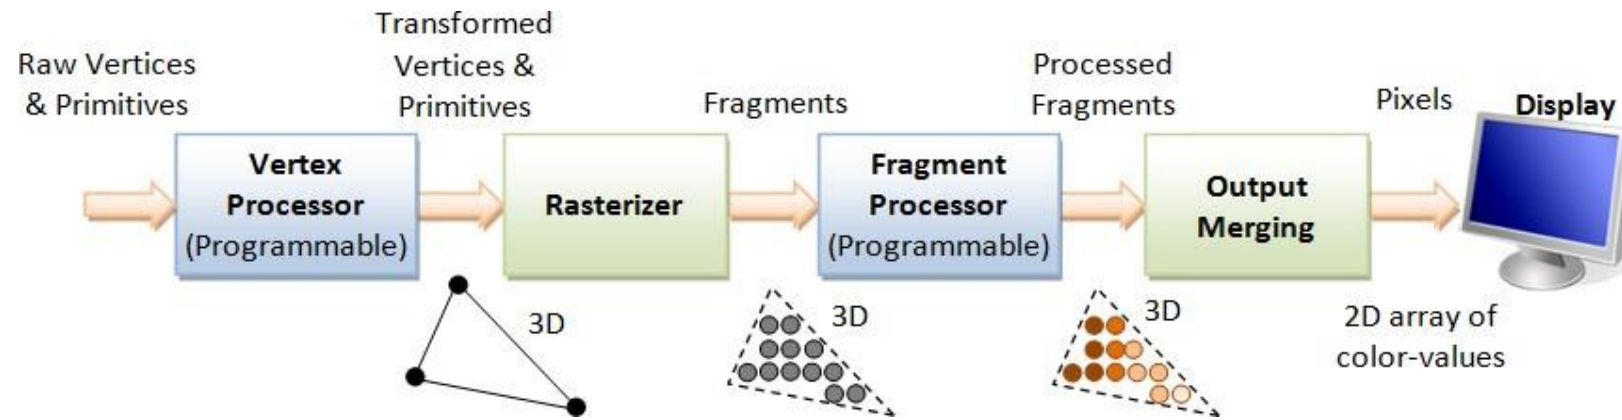 Raw Vertices
& Primitives
Vertex
Processor
(Programmable)
Transformed
Vertices &
Primitives
3D
Rasterizer
Fragments
3D
Fragment
Processor
(Programmable)
Processed
Fragments
3D
Output
Merging
Pixels
2D array of
color-values
Display